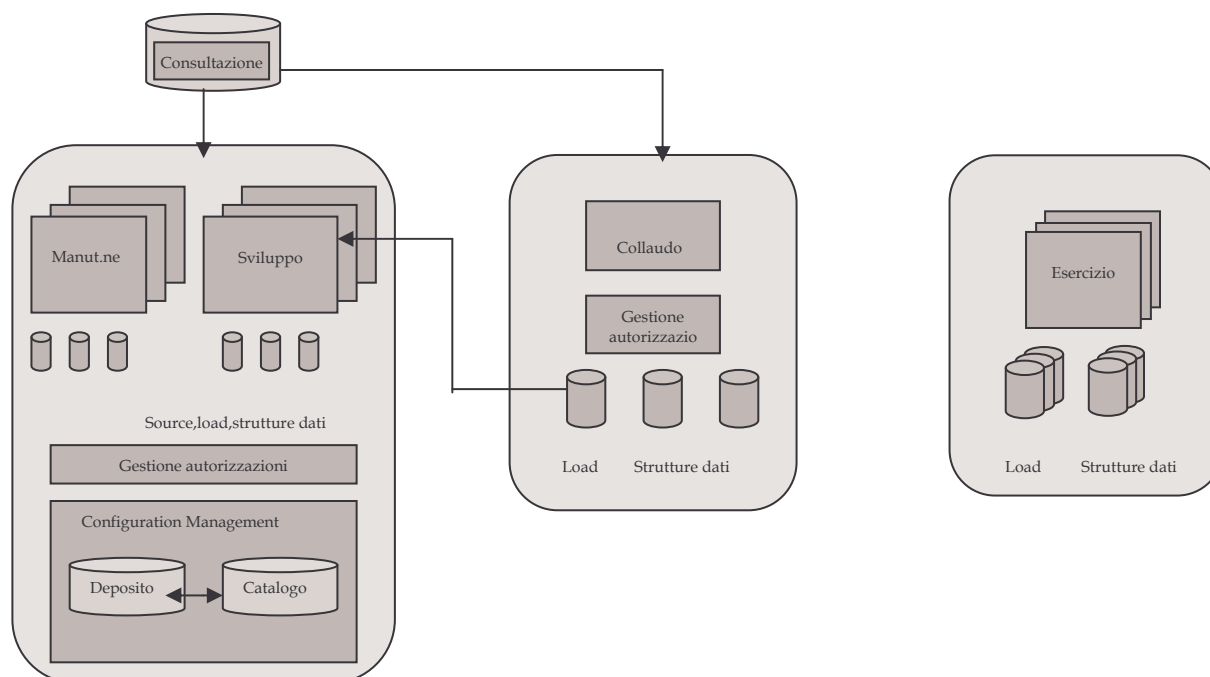 Consultazione
Manut.ne
Sviluppo
Source,load,strutture dati
Gestione autorizzazioni
Configuration Management
Deposito
Catalogo
Collaudo
Gestione
autorizzazio
Load
Strutture dati
Esercizio
Load
Strutture dati